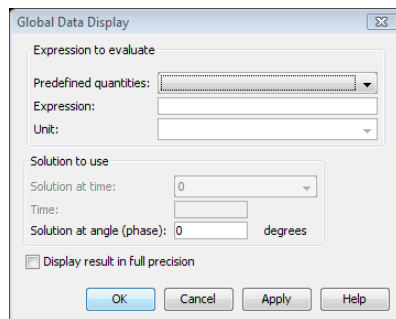 Global Data Display
Expression to evaluate
Predefined quantities:
Expression:
Unit:
Solution to use
Solution at time: 0
Time:
Solution at angle (phase): 0 degrees
Display result in full precision
OK Cancel Apply Help